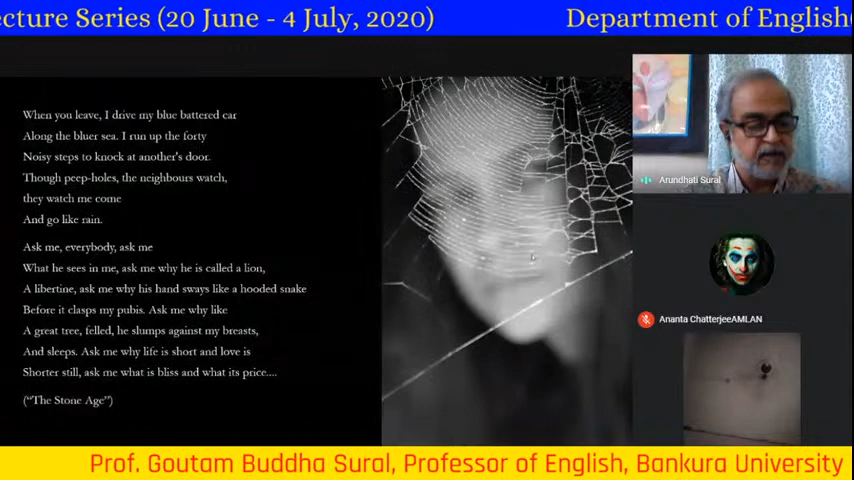 ecture Series (20 June - 4 July, 2020)
Department of English
When you leave, I drive my blue battered car
Along the bluer sea. I run up the forty
Noisy steps to knock at another's door.
Though peep-holes, the neighbours watch,
they watch me come
And go like rain.
Ask me, everybody, ask me
What he sees in me, ask me why he is called a lion,
A libertine, ask me why his hand sways like a hooded snake
Before it clasps my pubis. Ask me why like
A great tree, felled, he slumps against my breasts,
And sleeps. Ask me why life is short and love is
Shorter still, ask me what is bliss and what its price....
("The Stone Age")
Arundhati Sural
Ananta ChatterjeeAMLAN
Prof. Goutam Buddha Sural, Professor of English, Bankura University